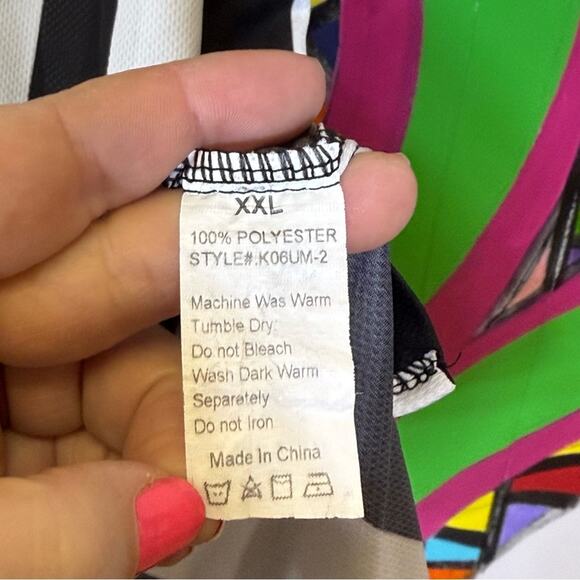 XXL
100% POLYESTER
STYLE#:K06UM-2
Machine Was Warm
Tumble Dry:
Do not Bleach
Wash Dark Warm
Separately
Do not Iron
Made in China